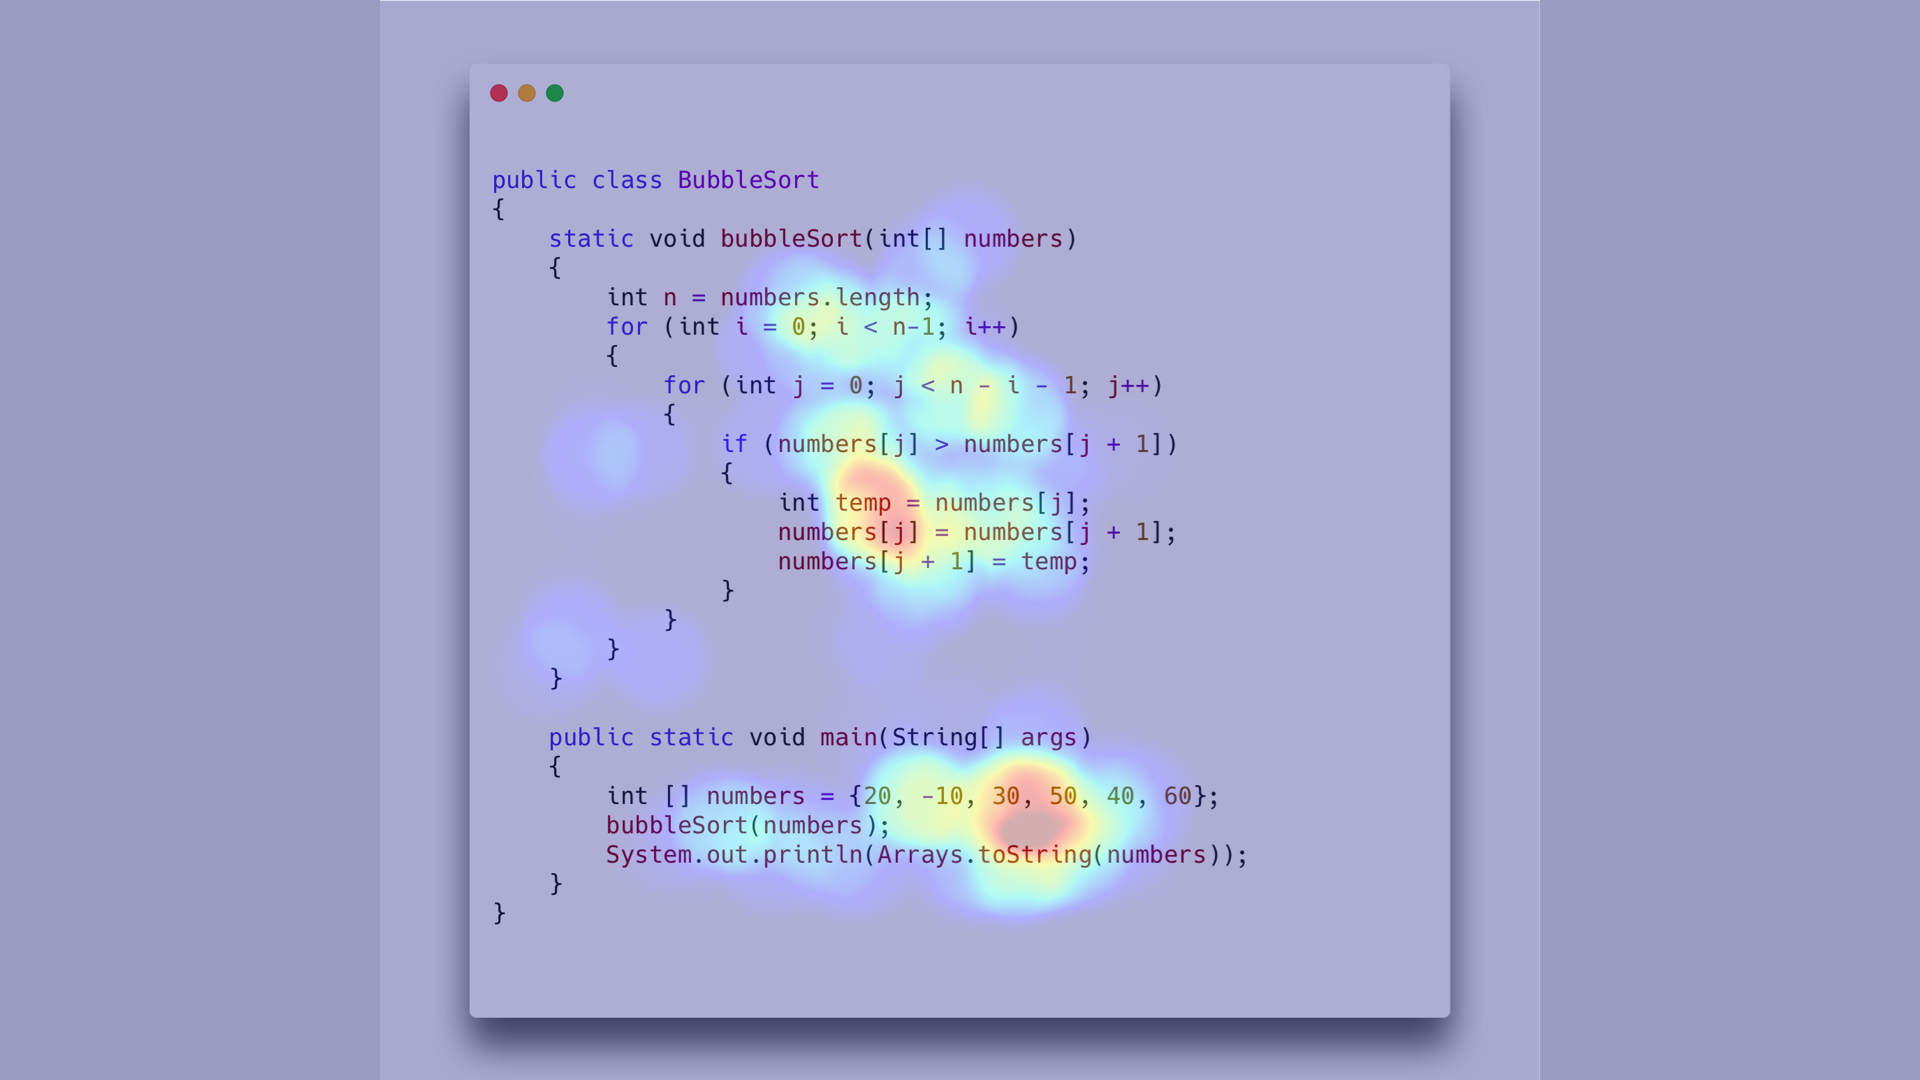 public class BubbleSort
{
    static void bubbleSort(int[] numbers)
    {
        int n = numbers.length;
        for (int i = 0; i < n-1; i++)
        {
            for (int j = 0; j < n - i - 1; j++)
            {
                if (numbers[j] > numbers[j + 1])
                {
                    int temp = numbers[j];
                    numbers[j] = numbers[j + 1];
                    numbers[j + 1] = temp;
                }
            }
        }
    }

    public static void main(String[] args)
    {
        int [] numbers = {20, -10, 30, 50, 40, 60};
        bubbleSort(numbers);
        System.out.println(Arrays.toString(numbers));
    }
}